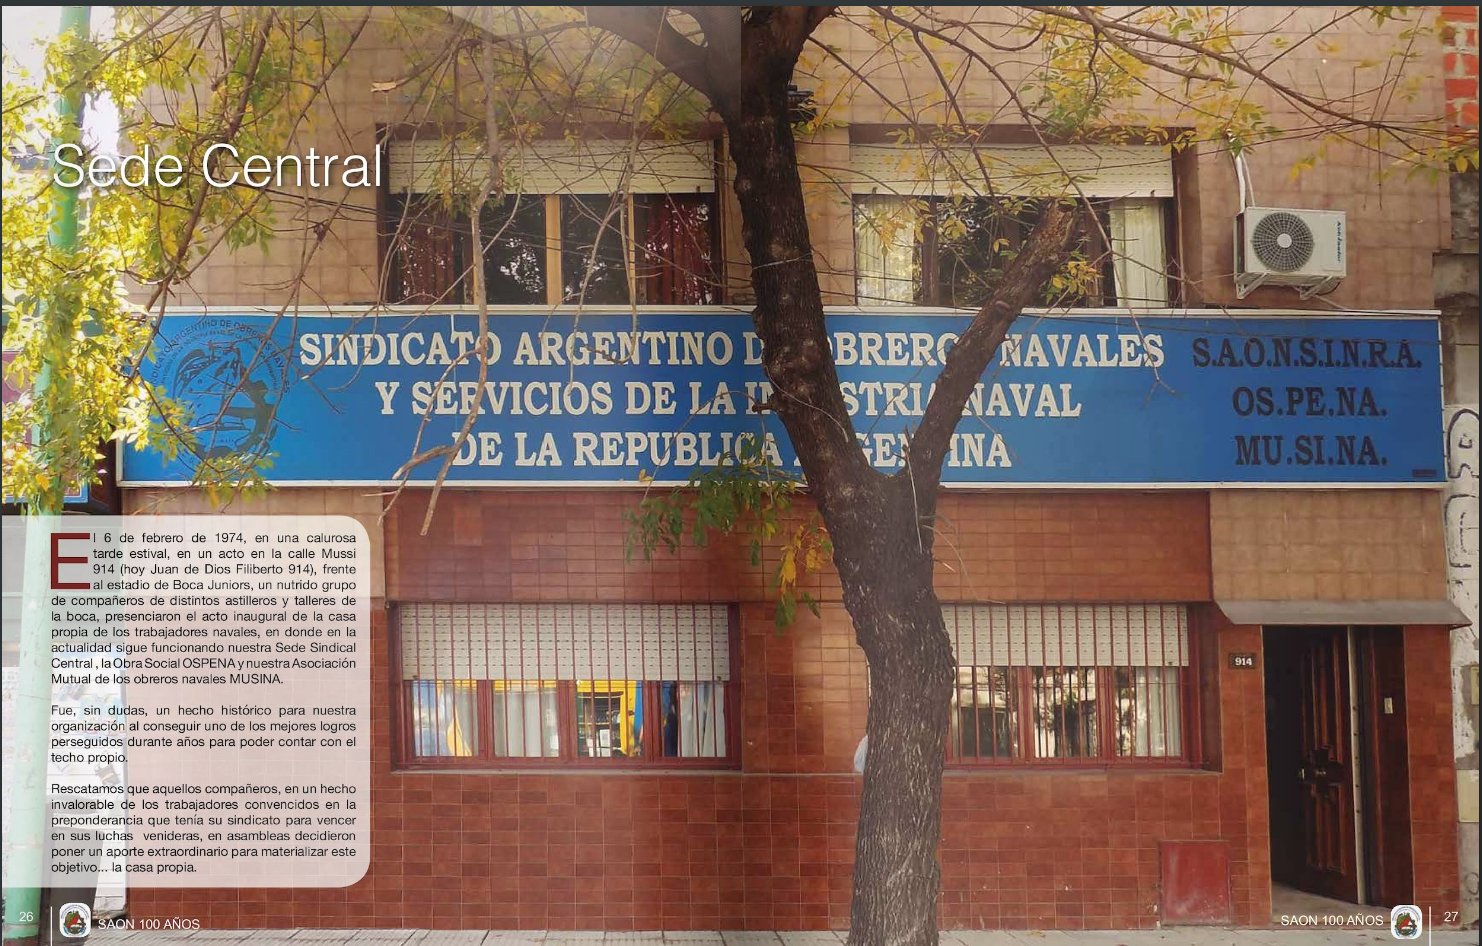 Sede Central
SINDICATO ARGENTINO DE OBREROS NAVALES
Y SERVICIOS DE LA INDUSTRIA NAVAL
DE LA REPUBLICA ARGENTINA
S.A.O.N.S.I.N.R.A.
OS.PE.NA.
MU.SI.NA.
914
El 6 de febrero de 1974, en una calurosa
tarde estival, en un acto en la calle Mussi
914 (hoy Juan de Dios Filiberto 914), frente
al estadio de Boca Juniors, un nutrido grupo
de compañeros de distintos astilleros y talleres de
la boca, presenciaron el acto inaugural de la casa
propia de los trabajadores navales, en donde en la
actualidad sigue funcionando nuestra Sede Sindical
Central , la Obra Social OSPENA y nuestra Asociación
Mutual de los obreros navales MUSINA.
Fue, sin dudas, un hecho histórico para nuestra
organización al conseguir uno de los mejores logros
perseguidos durante años para poder contar con el
techo propio.
Rescatamos que aquellos compañeros, en un hecho
invalorable de los trabajadores convencidos en la
preponderancia que tenía su sindicato para vencer
en sus luchas venideras, en asambleas decidieron
poner un aporte extraordinario para materializar este
objetivo... la casa propia.
26
SAON 100 AÑOS
SAON 100 AÑOS
27